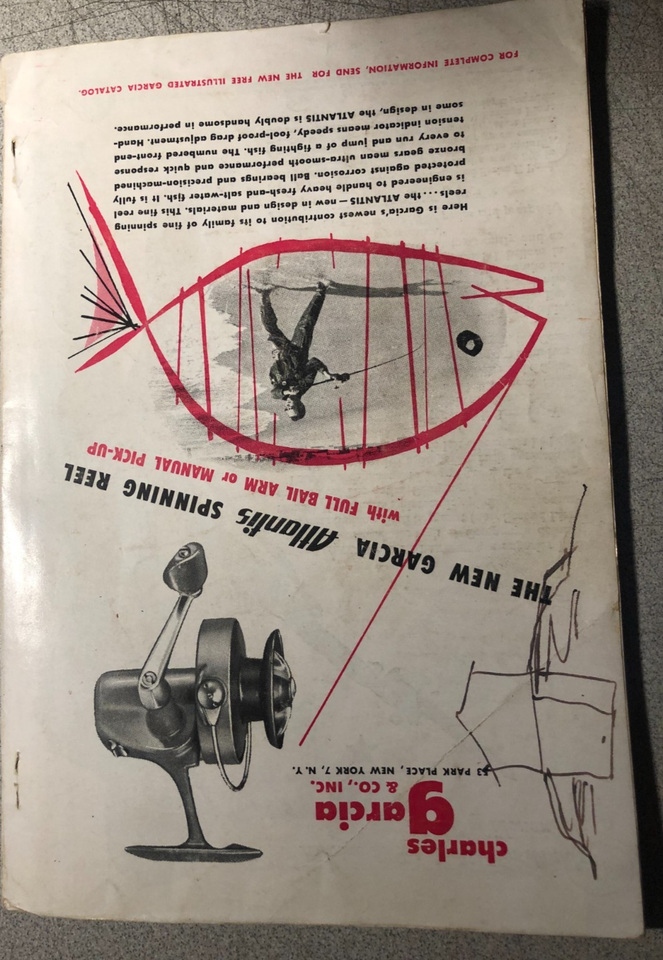 charles
garcia
& CO., INC.
53 PARK PLACE, NEW YORK 7, N. Y.
THE NEW GARCIA Atlantis SPINNING REEL
with FULL BAIL ARM or MANUAL PICK-UP
Here is Garcia's newest contribution to its family of fine spinning
reels . . . . the ATLANTIS — new in design and materials. This fine reel
is engineered to handle heavy fresh-and salt-water fish. It is fully
protected against corrosion. Ball bearings and precision-machined
bronze gears mean ultra-smooth performance and quick response
to every run and jump of a fighting fish. The numbered front-end
tension indicator means speedy, fool-proof drag adjustment. Hand-
some in design, the ATLANTIS is doubly handsome in performance.
FOR COMPLETE INFORMATION, SEND FOR THE NEW FREE ILLUSTRATED GARCIA CATALOG.